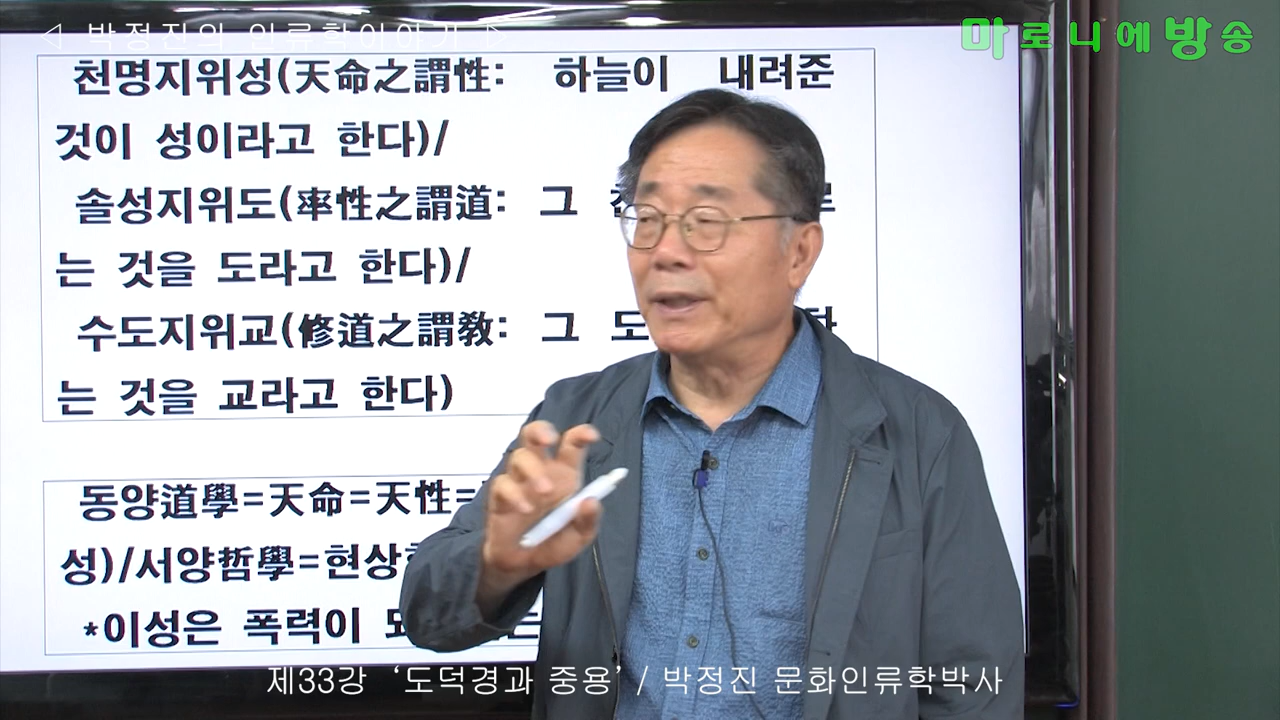 ◁ 박정진의 인류학이야기 ▷
마로니에방송
천명지위성(天命之謂性: 하늘이 내려준
것이 성이라고 한다)/
솔성지위도(率性之謂道: 그
는 것을 도라고 한다)/
수도지위교(修道之謂敎: 그
는 것을 교라고 한다)
동양道學=天命=天性=
성)/서양哲學=현상
*이성은 폭력이
제33강 ‘도덕경과 중용’ / 박정진 문화인류학박사